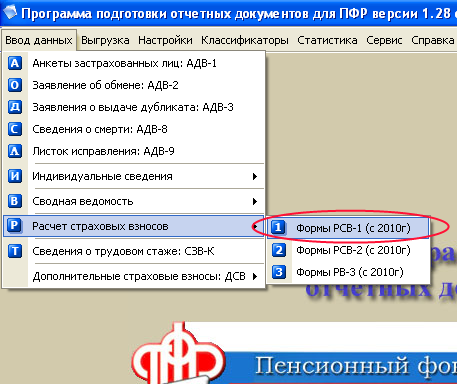 Программа подготовки отчетных документов для ПФР версии 1.28
Ввод данных Выгрузка Настройки Классификаторы Статистика Сервис Справка
А Анкеты застрахованных лиц: АДВ-1
О Заявление об обмене: АДВ-2
Д Заявления о выдаче дубликата: АДВ-3
С Сведения о смерти: АДВ-8
Л Листок исправления: АДВ-9
И Индивидуальные сведения
В Сводная ведомость
Р Расчет страховых взносов
1 Формы РСВ-1 (с 2010г)
Т Сведения о трудовом стаже: СЗВ-К
2 Формы РСВ-2 (с 2010г)
Дополнительные страховые взносы: ДСВ
3 Формы РВ-3 (с 2010г)
отчетных до
ПФР
Пенсионный фо